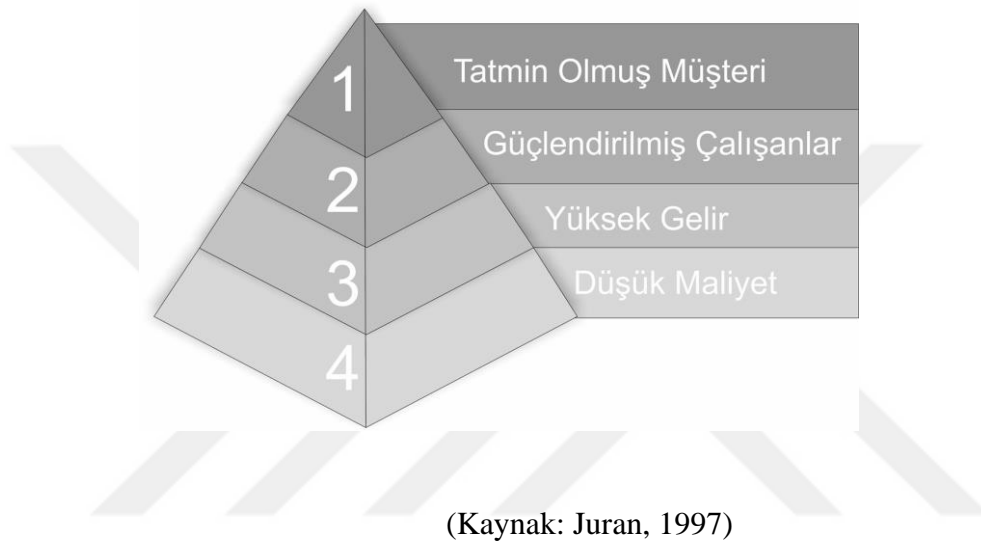 1 Tatmin Olmuş Müşteri
2 Güçlendirilmiş Çalışanlar
3 Yüksek Gelir
4 Düşük Maliyet
(Kaynak: Juran, 1997)